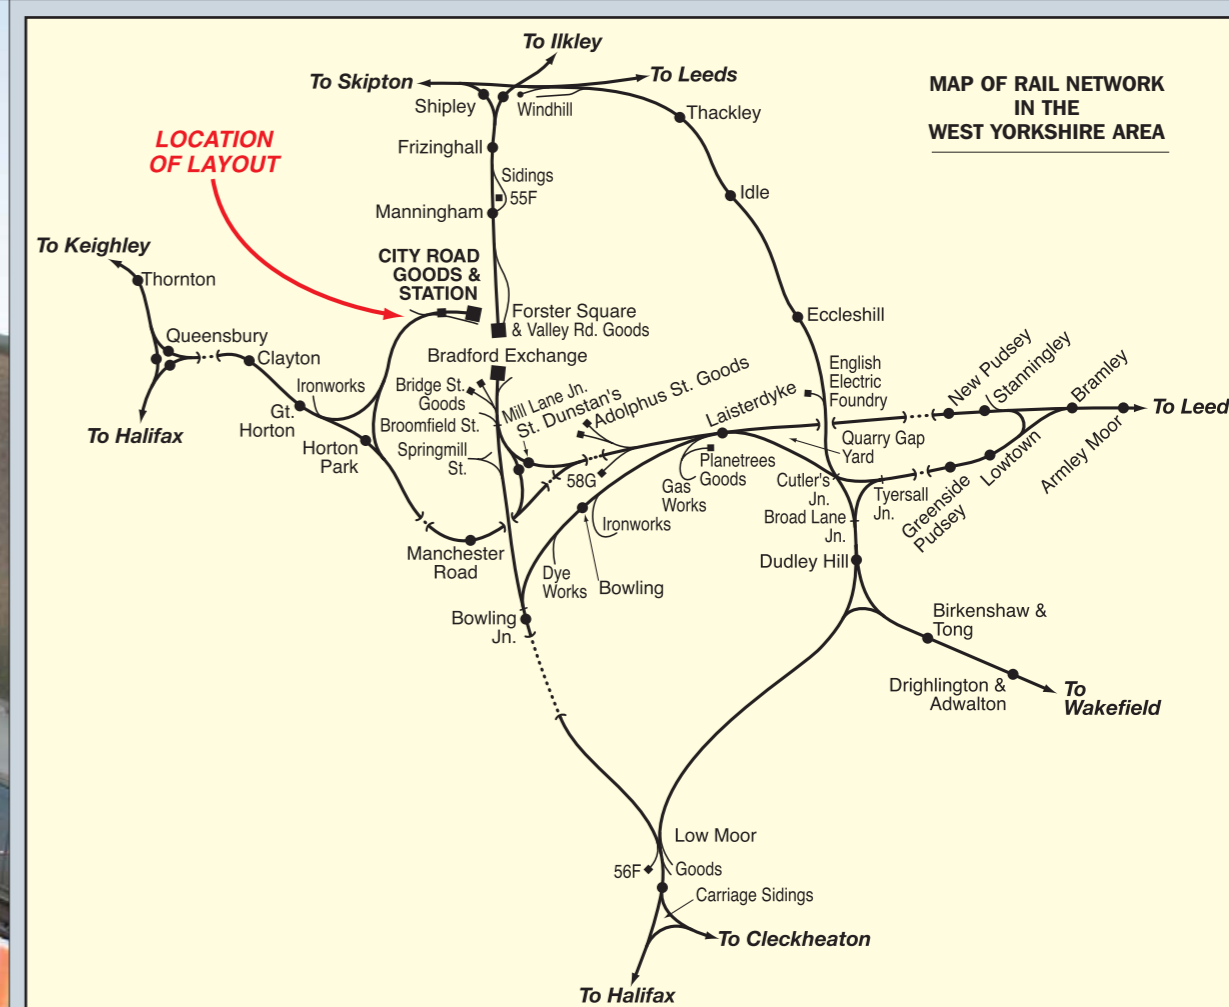 To Ilkley
To Skipton
To Leeds
MAP OF RAIL NETWORK
IN THE
WEST YORKSHIRE AREA
Shipley
Windhill
Thackley
LOCATION
OF LAYOUT
Frizinghall
Sidings
55F
Idle
Manningham
To Keighley
CITY ROAD
GOODS &
STATION
Thornton
Forster Square
& Valley Rd. Goods
Eccleshill
Queensbury
Clayton
Bradford Exchange
Ironworks
Bridge St.
Goods
Mill Lane Jn.
St. Dunstan's
Adolphus St. Goods
Laisterdyke
English
Electric
Foundry
New Pudsey
Stanningley
Bramley
To Leed
Gt.
Horton
Broomfield St.
To Halifax
Horton
Park
Springmill
St.
58G
Quarry Gap
Yard
Planetrees
Goods
Gas
Works
Cutler's
Jn.
Tyersall
Jn.
Greenside
Pudsey
Lowtown
Armley Moor
Broad Lane
Jn.
Ironworks
Manchester
Road
Dye
Works
Bowling
Dudley Hill
Bowling
Jn.
Birkenshaw &
Tong
Drighlington &
Adwalton
To
Wakefield
Low Moor
56F
Goods
Carriage Sidings
To Cleckheaton
To Halifax